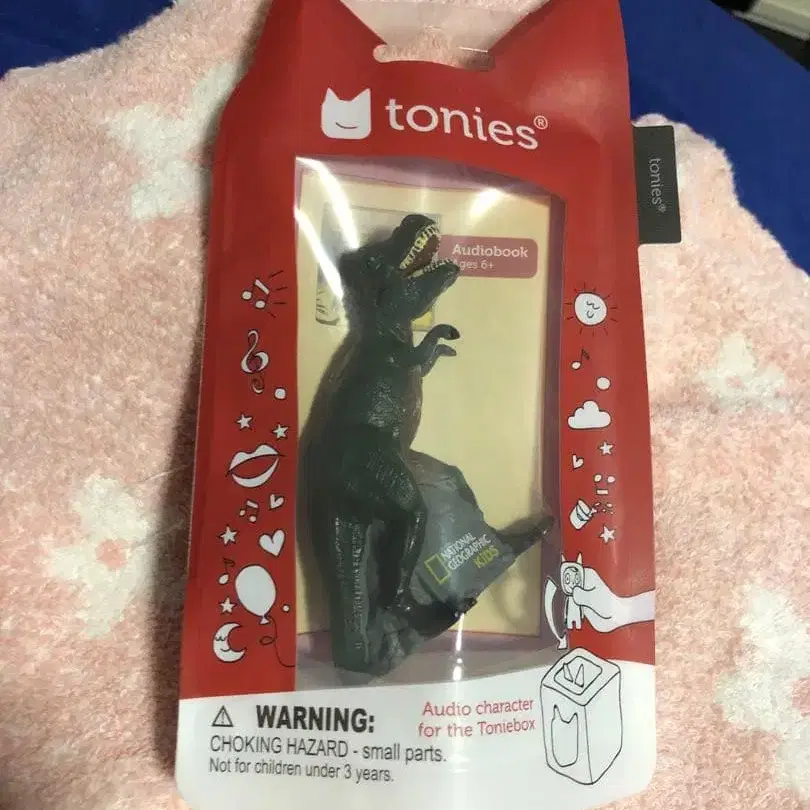 tonies®
tonies®
Audiobook
Ages 6+
NATIONAL
GEOGRAPHIC
KiDS
Audio character
for the Toniebox
⚠ WARNING:
CHOKING HAZARD - small parts.
Not for children under 3 years.